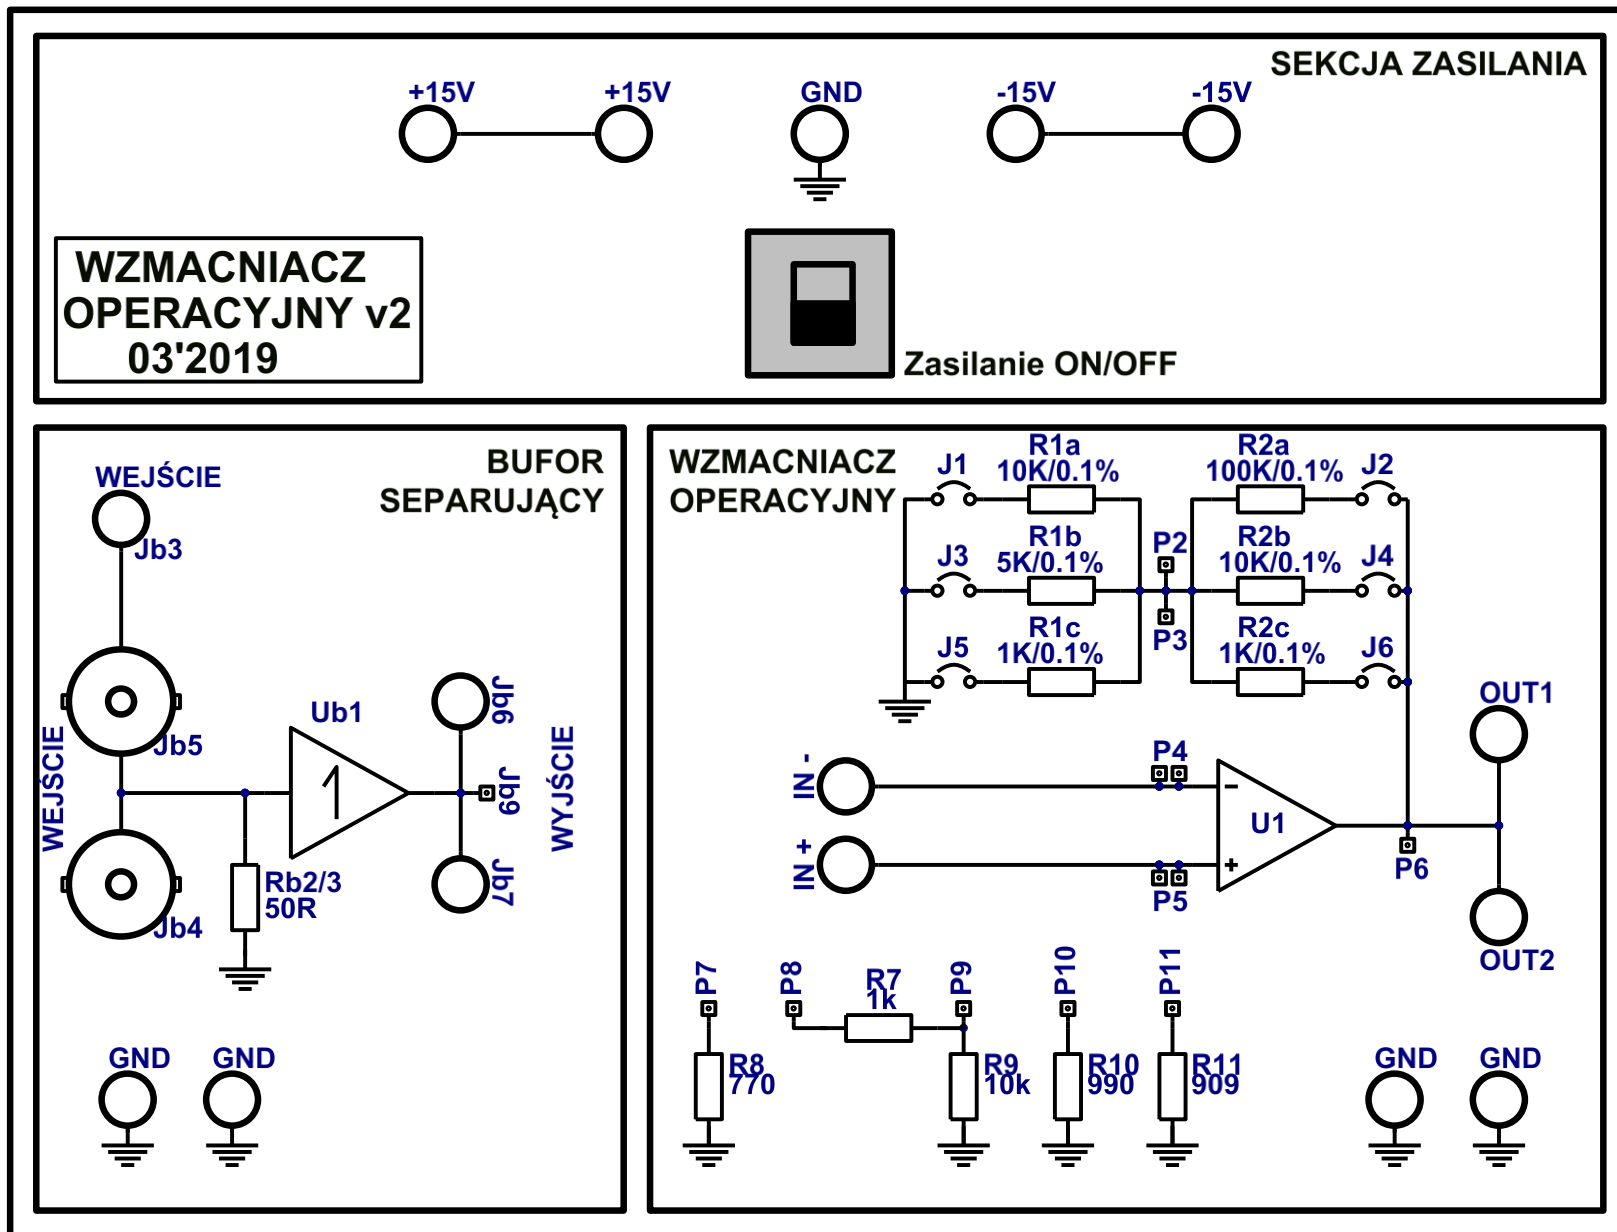 SEKCJA ZASILANIA
+15V
+15V
GND
-15V
-15V
WZMACNIACZ
OPERACYJNY v2
03'2019
Zasilanie ON/OFF
BUFOR
SEPARUJĄCY
WEJŚCIE
Jb3
Jb5
WEJŚCIE
Jb4
Ub1
1
Rb2/3
50R
Jb6
Jb9
Jb7
WYJŚCIE
GND
GND
WZMACNIACZ
OPERACYJNY
J1
R1a
10K/0.1%
R2a
100K/0.1%
J2
J3
R1b
5K/0.1%
P2
R2b
10K/0.1%
J4
J5
R1c
1K/0.1%
P3
R2c
1K/0.1%
J6
OUT1
IN -
P4
-
U1
IN +
+
P5
P6
OUT2
P7
P8
R7
1k
P9
P10
P11
R8
770
R9
10k
R10
990
R11
909
GND
GND